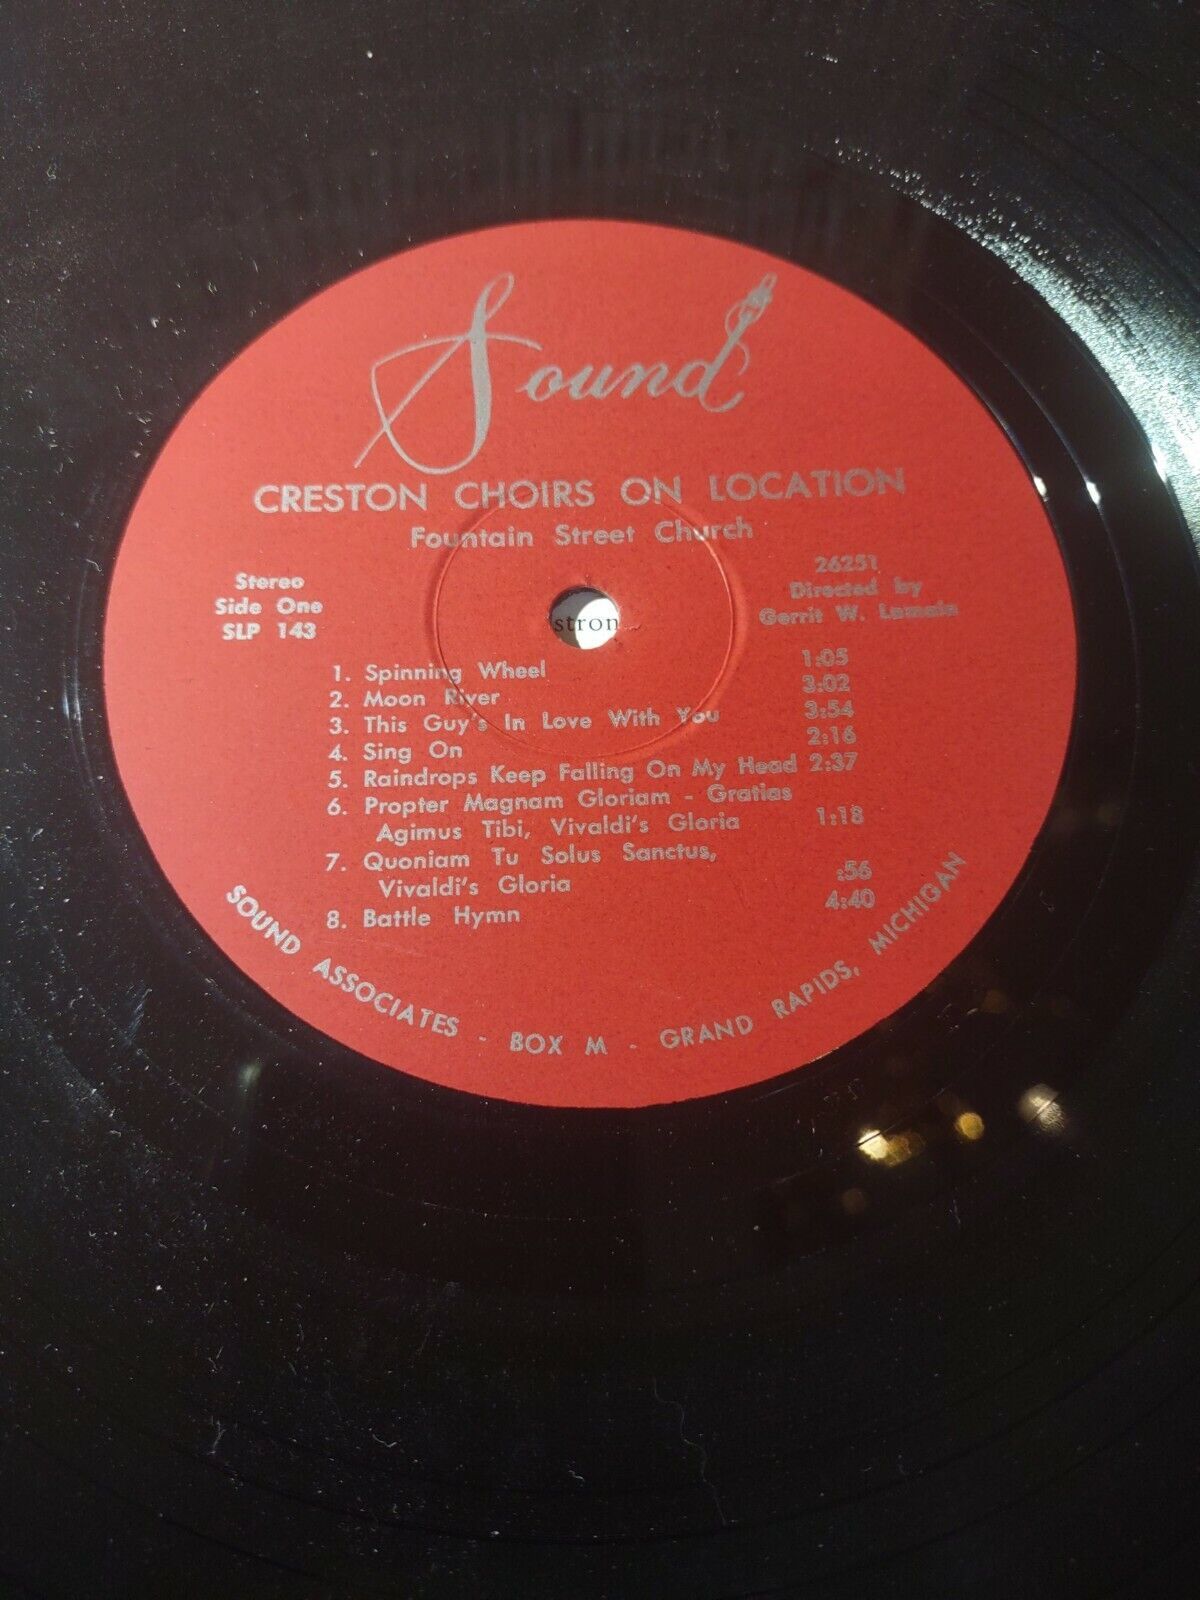 Sound
CRESTON CHOIRS ON LOCATION
Fountain Street Church
Stereo
Side One
SLP 143
26251
Directed by
Gerrit W. Lamain
stron
1. Spinning Wheel 1:05
2. Moon River 3:02
3. This Guy's In Love With You 3:54
4. Sing On 2:16
5. Raindrops Keep Falling On My Head 2:37
6. Propter Magnam Gloriam - Gratias
Agimus Tibi, Vivaldi's Gloria 1:18
7. Quoniam Tu Solus Sanctus,
Vivaldi's Gloria :56
8. Battle Hymn 4:40
SOUND ASSOCIATES - BOX M - GRAND RAPIDS, MICHIGAN